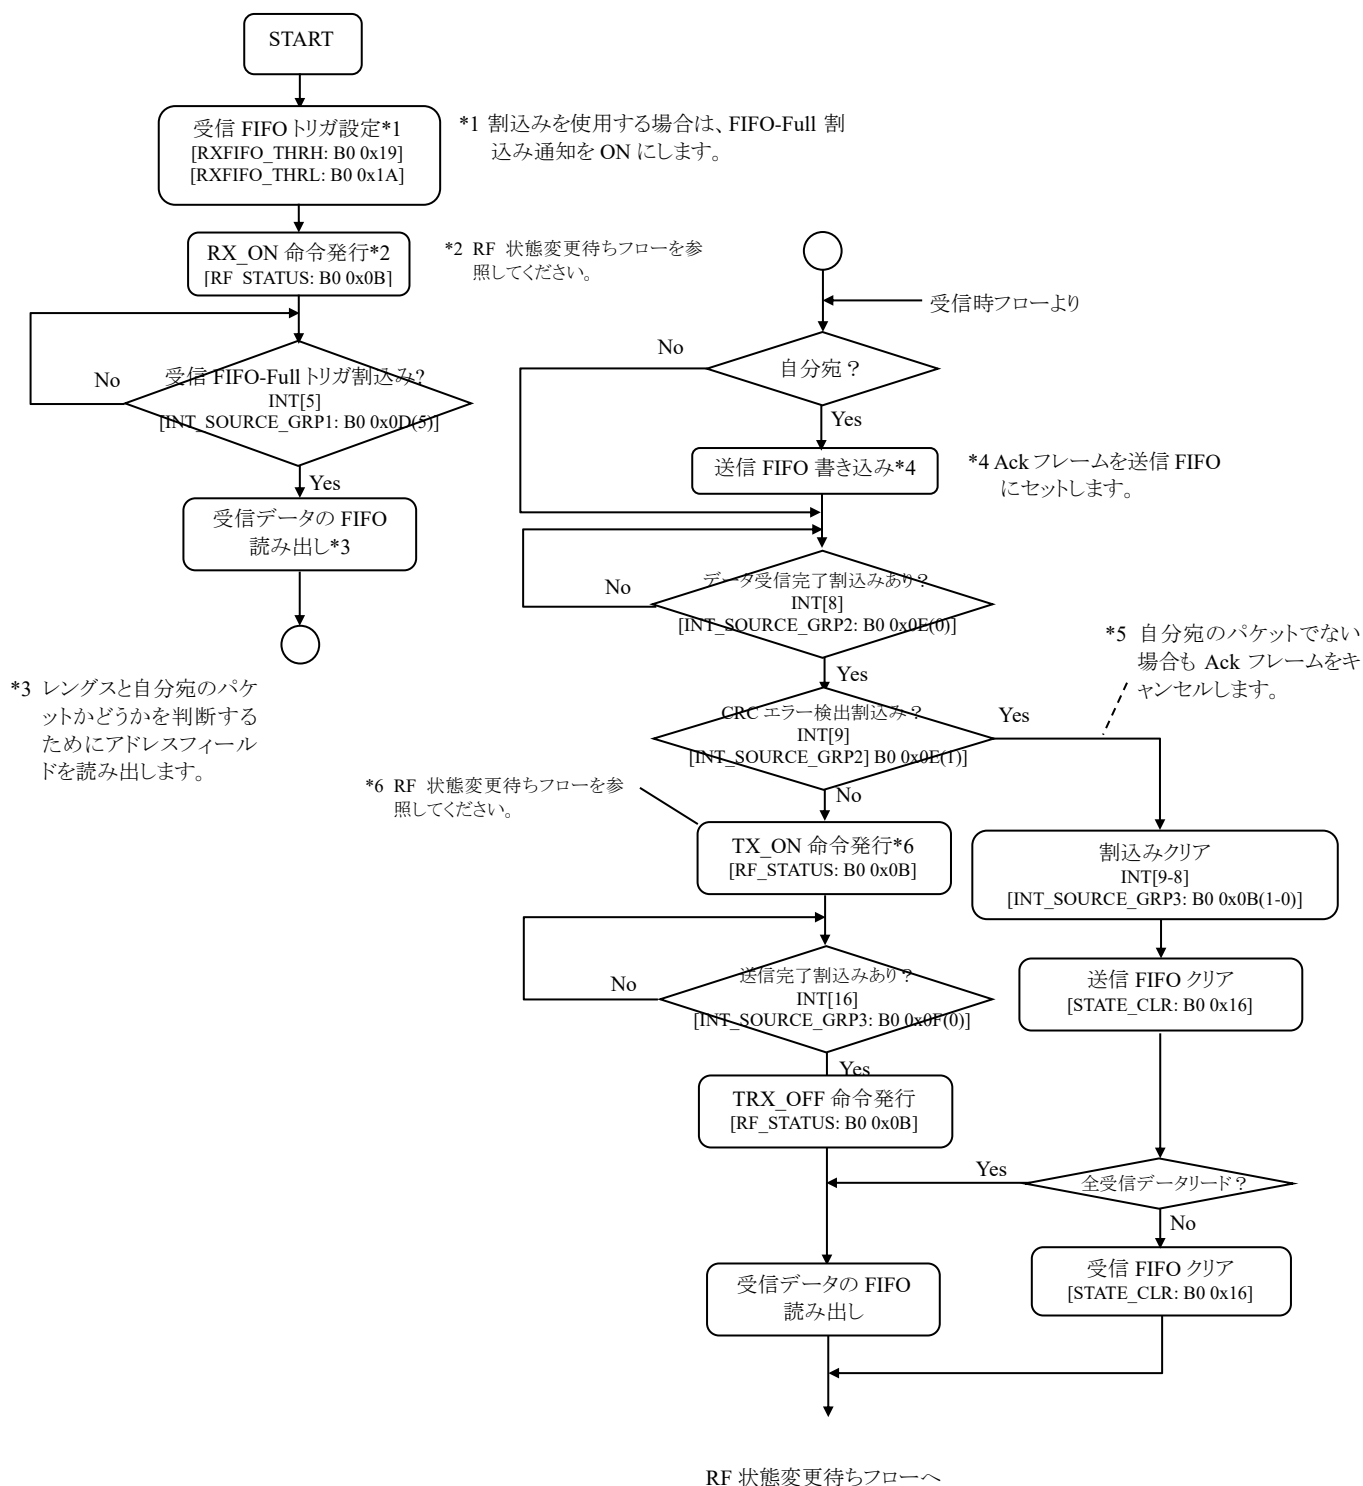 START
受信 FIFO トリガ設定*1
[RXFIFO_THRH: B0 0x19]
[RXFIFO_THRL: B0 0x1A]
*1 割込みを使用する場合は、FIFO-Full 割
込み通知を ON にします。
RX_ON 命令発行*2
[RF_STATUS: B0 0x0B]
*2 RF 状態変更待ちフローを参
照してください。
No
受信 FIFO-Full トリガ割込み?
INT[5]
[INT_SOURCE_GRP1: B0 0x0D(5)]
Yes
受信データの FIFO
読み出し*3
*3 レングスと自分宛のパケ
ットかどうかを判断する
ためにアドレスフィール
ドを読み出します。
受信時フローより
No
自分宛？
Yes
送信 FIFO 書き込み*4
*4 Ack フレームを送信 FIFO
にセットします。
No
データ受信完了割込みあり？
INT[8]
[INT_SOURCE_GRP2: B0 0x0E(0)]
Yes
*5 自分宛のパケットでない
場合も Ack フレームをキ
ャンセルします。
CRC エラー検出割込み？
INT[9]
[INT_SOURCE_GRP2] B0 0x0E(1)]
Yes
No
*6 RF 状態変更待ちフローを参
照してください。
TX_ON 命令発行*6
[RF_STATUS: B0 0x0B]
割込みクリア
INT[9-8]
[INT_SOURCE_GRP3: B0 0x0B(1-0)]
No
送信完了割込みあり？
INT[16]
[INT_SOURCE_GRP3: B0 0x0F(0)]
Yes
送信 FIFO クリア
[STATE_CLR: B0 0x16]
TRX_OFF 命令発行
[RF_STATUS: B0 0x0B]
Yes
全受信データリード？
No
受信データの FIFO
読み出し
受信 FIFO クリア
[STATE_CLR: B0 0x16]
RF 状態変更待ちフローへ